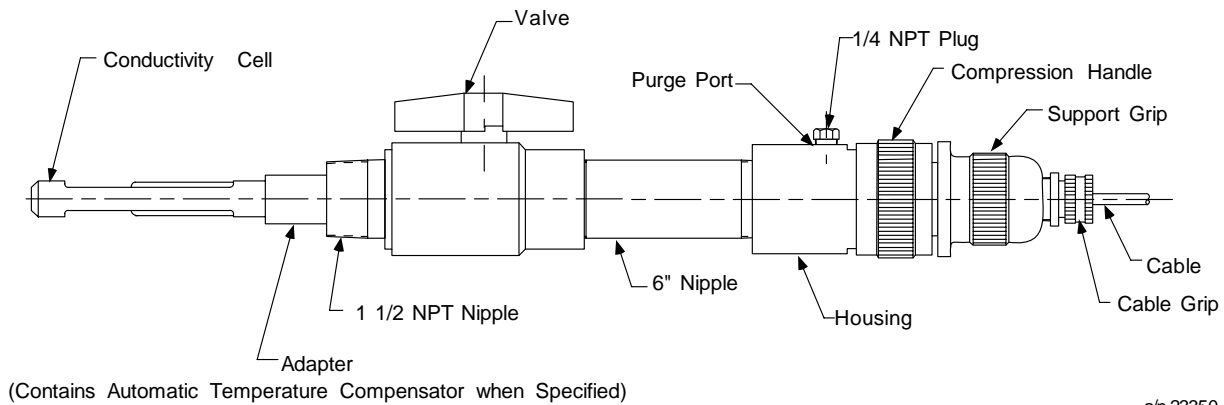 Valve
1/4 NPT Plug
Conductivity Cell
Purge Port
Compression Handle
Support Grip
6" Nipple
Cable
1 1/2 NPT Nipple
Housing
Cable Grip
Adapter
(Contains Automatic Temperature Compensator when Specified)